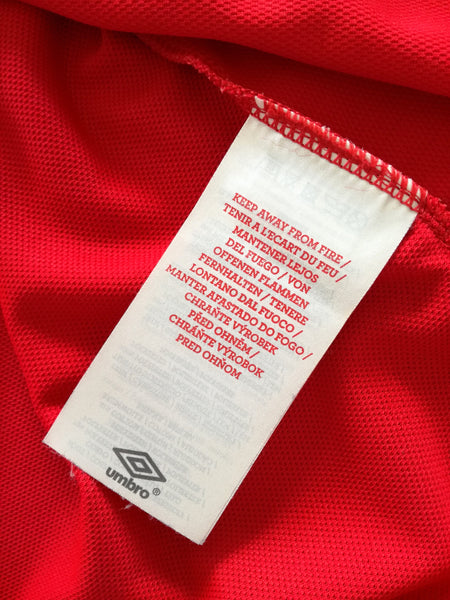 KEEP AWAY FROM FIRE/
TENIR A L'ECART DU FEU/
MANTENER LEJOS
DEL FUEGO/VON
OFFENEN FLAMMEN
FERNHALTEN/TENERE
LONTANO DAL FUOCO/
MANTER AFASTADO DO FOGO/
CHRAŇTE VÝROBEK
PŘED OHNĚM/
CHRÁŇTE VÝROBOK
PRED OHŇOM
umbro®